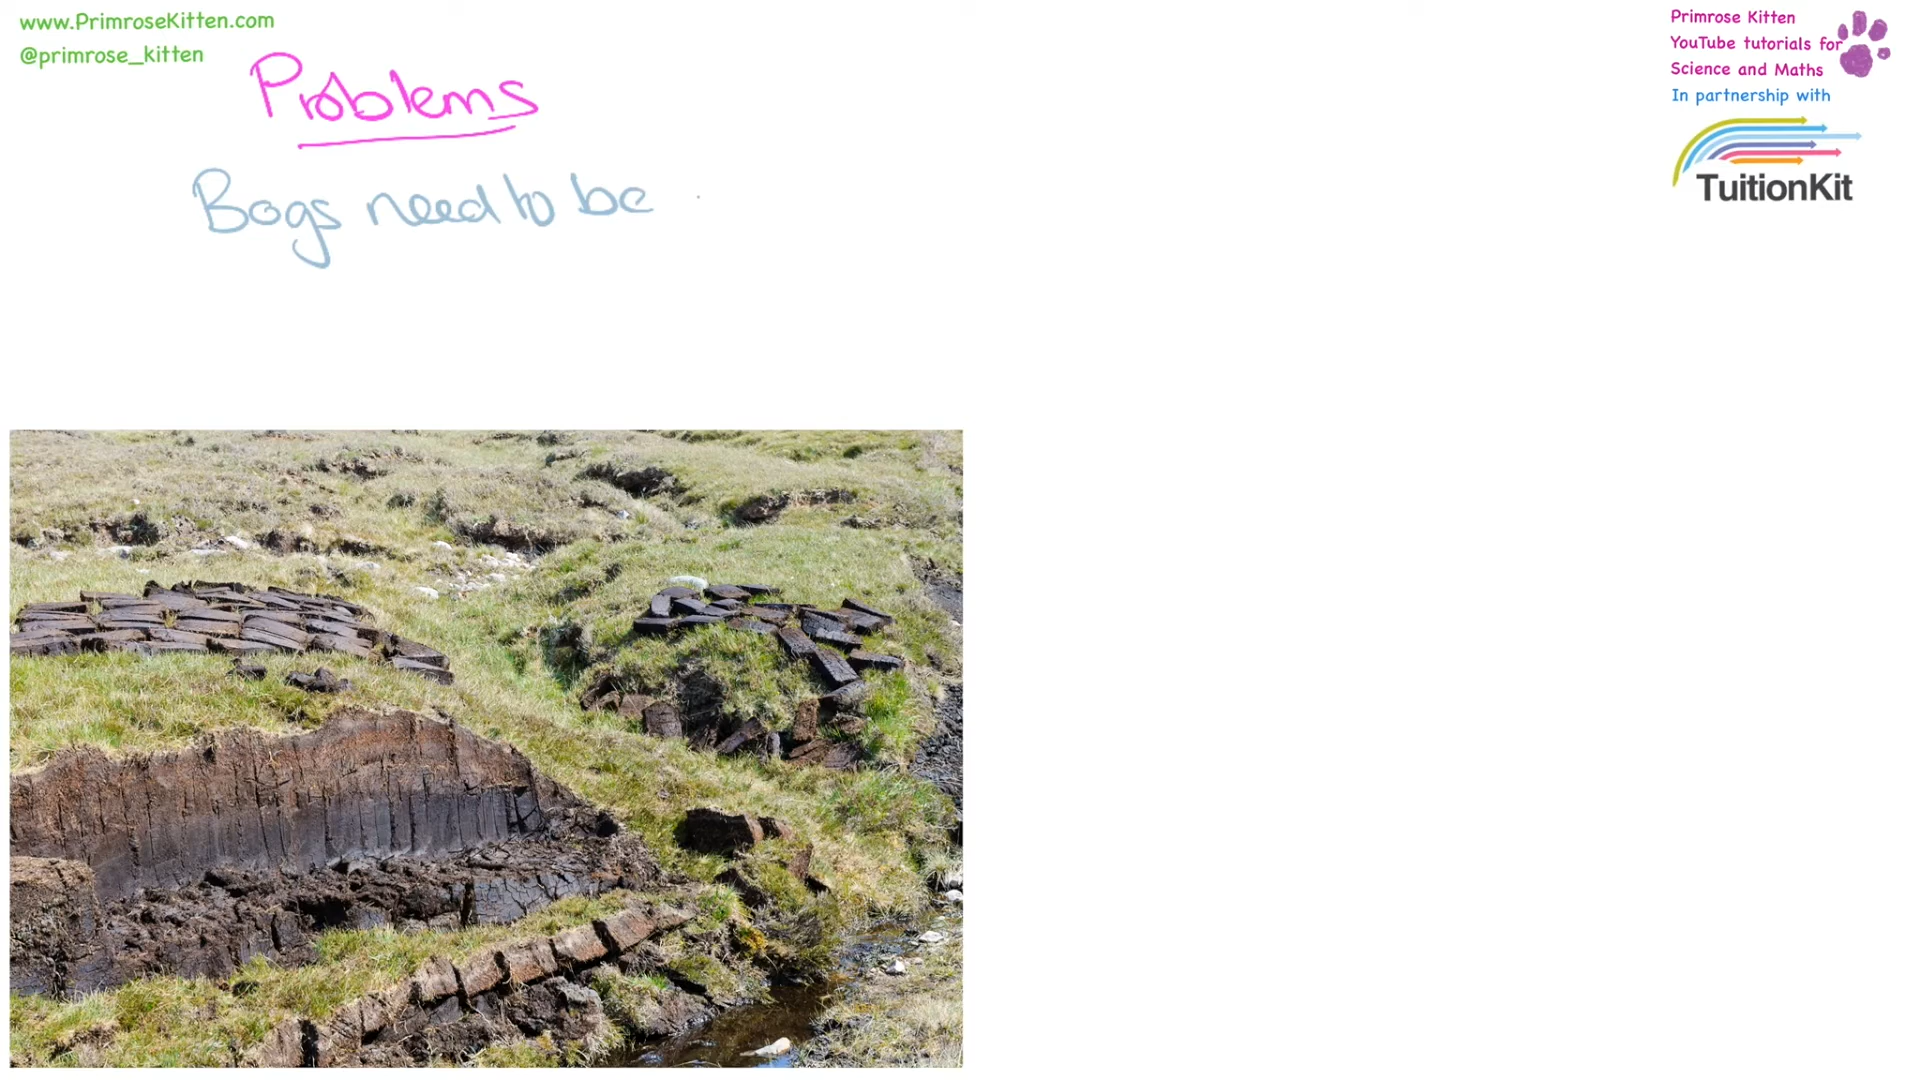 www.PrimroseKitten.com
@primrose_kitten
Problems
Bogs need to be
Primrose Kitten
YouTube tutorials for
Science and Maths
In partnership with
TuitionKit